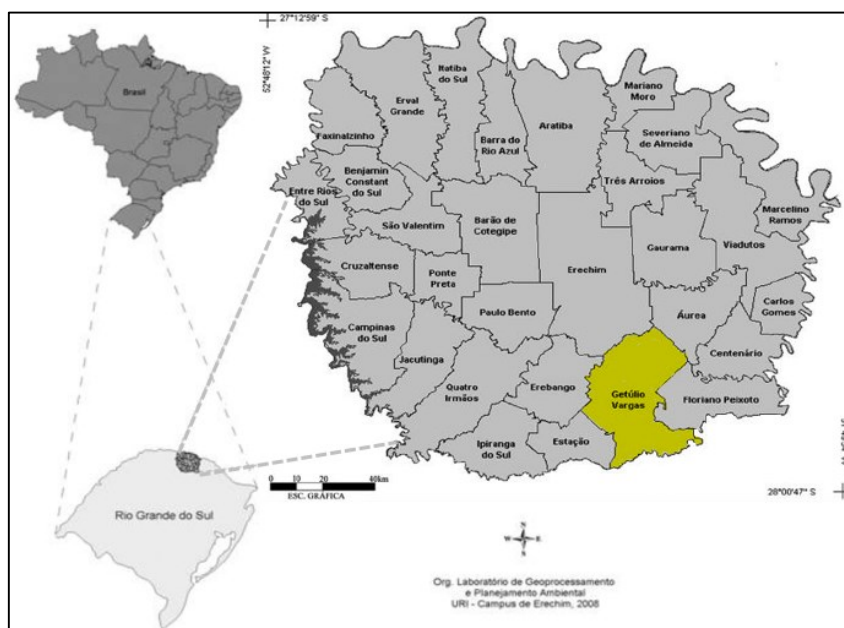 27°12'59" S
52°48'12" W
Brasil
Itatiba
do Sul
Mariano
Moro
Erval
Grande
Aratiba
Severiano
de Almeida
Faxinalzinho
Barra do
Rio Azul
Benjamin
Constant
do Sul
Três Arroios
Entre Rios
do Sul
Marcelino
Ramos
São Valentim
Barão de
Cotegipe
Gaurama
Viadutos
Cruzaltense
Ponte
Preta
Erechim
Carlos
Gomes
Paulo Bento
Áurea
Campinas
do Sul
Jacutinga
Centenário
Quatro
Irmãos
Erebango
Getúlio
Vargas
Floriano Peixoto
Ipiranga
do Sul
Estação
0 10 20 40km
ESC. GRÁFICA
28°00'47" S
Rio Grande do Sul
N
W E
S
Org. Laboratório de Geoprocessamento
e Planejamento Ambiental
URI - Campus de Erechim, 2008